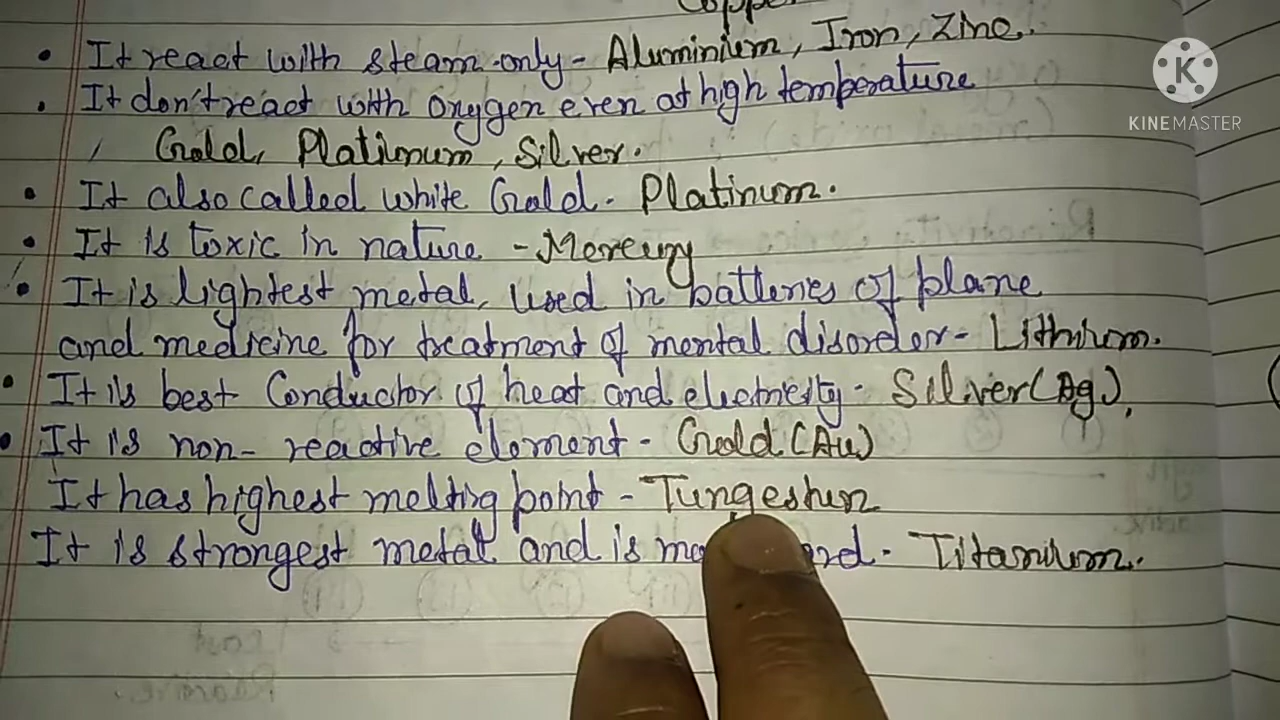 Copper
• It react with steam only - Aluminium, Iron, Zinc.
• It don't react with oxygen even at high temperature
Gold, Platinum, Silver.
• It also called white Gold. Platinum.
• It is toxic in nature - Mercury
• It is lightest metal, used in batteries of plane
and medicine for treatment of mental disorder - Lithium.
• It is best Conductor of heat and electricity - Silver (Ag),
• It is non-reactive element - Gold (Au)
It has highest melting point - Tungestun
It is strongest metal and is - Titanium.
KINEMASTER